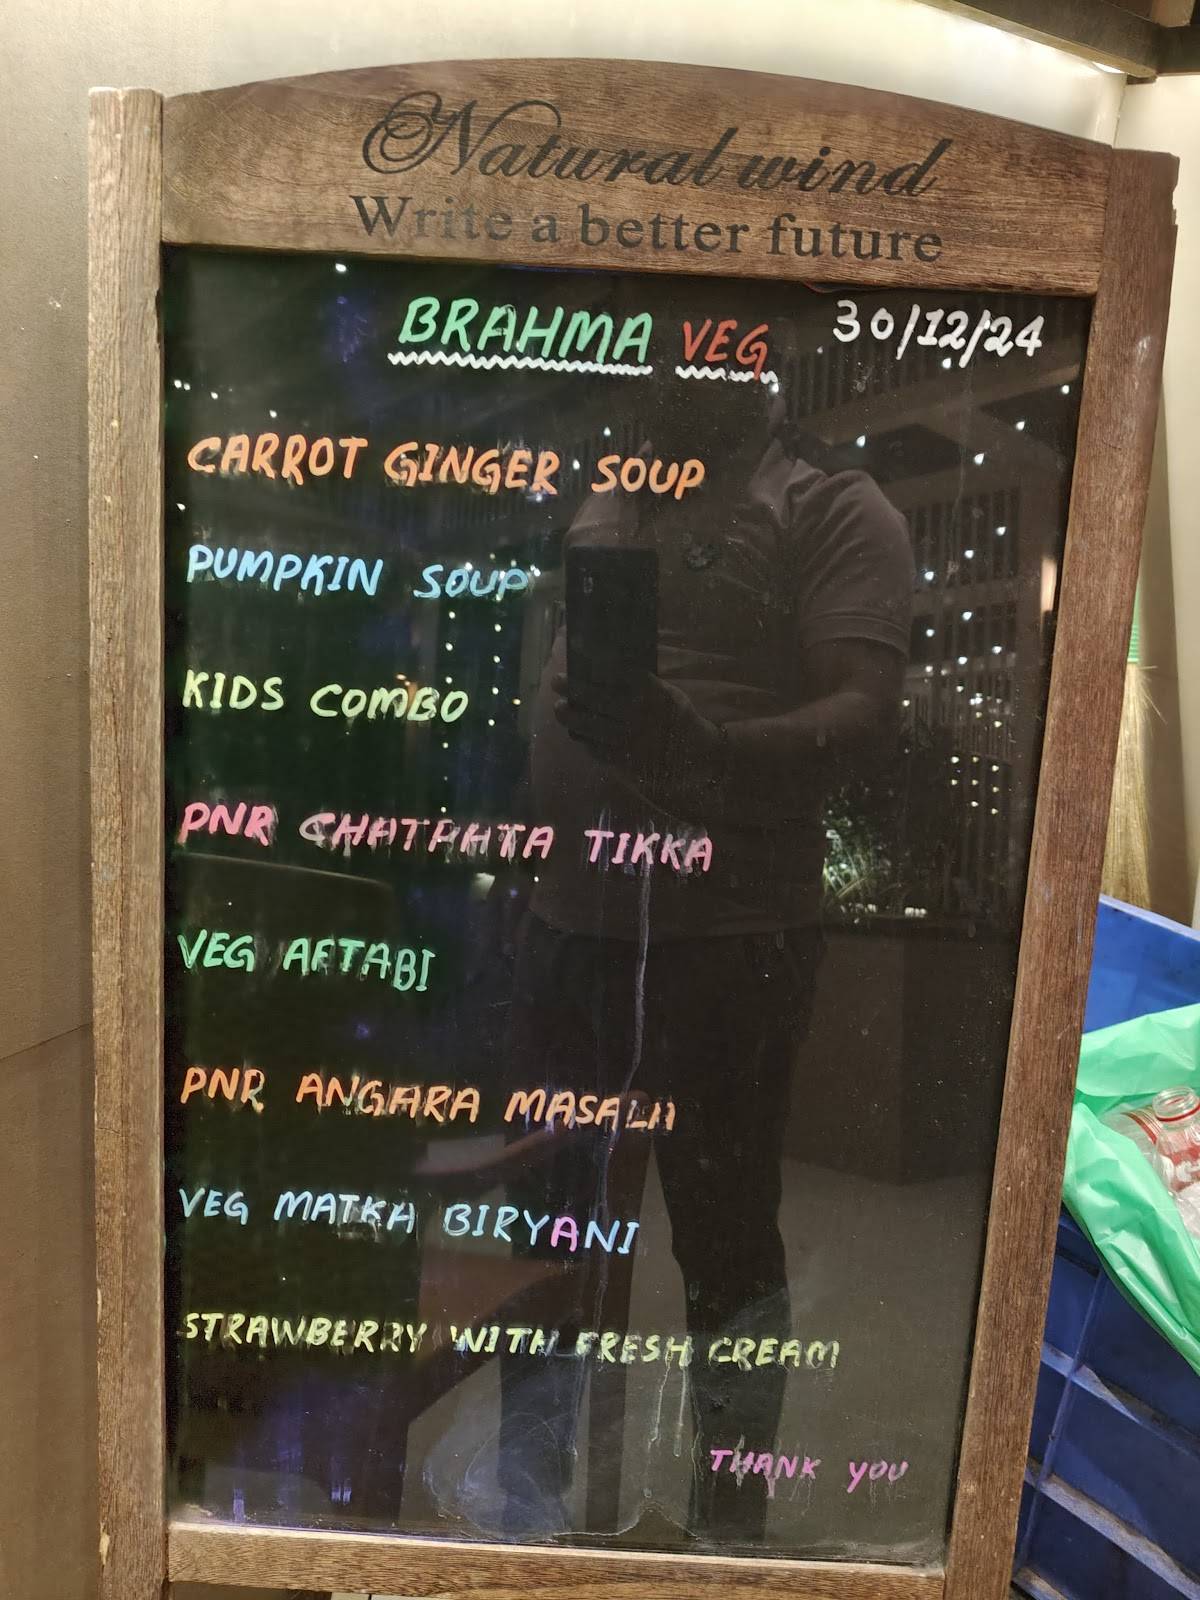 Natural wind
Write a better future
BRAHMA VEG 30/12/24
CARROT GINGER SOUP
PUMPKIN SOUP
KIDS COMBO
PNR CHATPATA TIKKA
VEG AFTABI
PNR ANGARA MASALA
VEG MATKA BIRYANI
STRAWBERRY WITH FRESH CREAM
THANK YOU